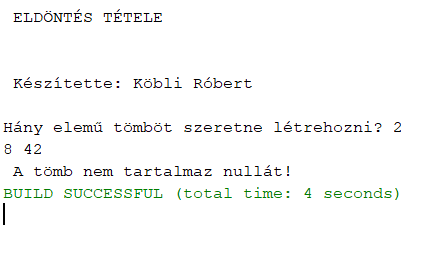 ELDÖNTÉS TÉTELE
Készítette: Köbli Róbert
Hány elemű tömböt szeretne létrehozni? 2
8 42
A tömb nem tartalmaz nullát!
BUILD SUCCESSFUL (total time: 4 seconds)